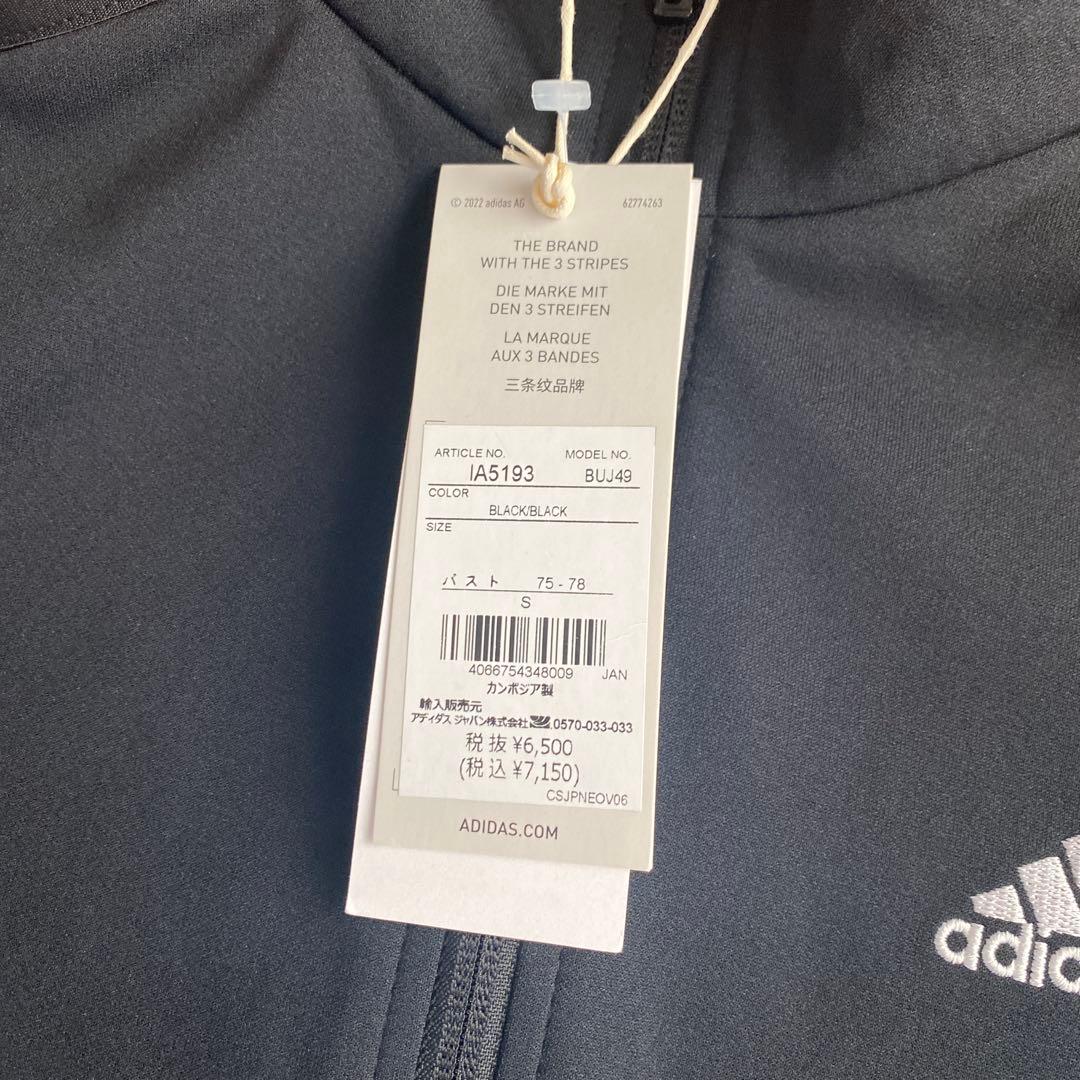 © 2022 adidas AG 62774263
THE BRAND
WITH THE 3 STRIPES
DIE MARKE MIT
DEN 3 STREIFEN
LA MARQUE
AUX 3 BANDES
三条纹品牌
ARTICLE NO. MODEL NO.
IA5193 BUJ49
COLOR
BLACK/BLACK
SIZE
バスト 75 - 78
S
4066754348009 JAN
カンボジア製
輸入販売元
アディダス ジャパン株式会社 0570-033-033
税抜 ¥6,500
(税込 ¥7,150)
CSJPNEOV06
ADIDAS.COM